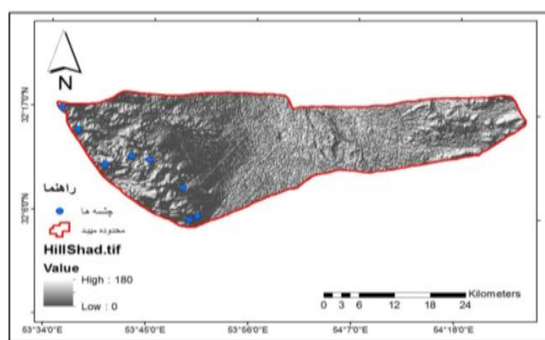 N
32°17'0"N
32°6'0"N
راهنما
چشمه ها
محدوده میبد
HillShad.tif
Value
High : 180
Low : 0
Kilometers
0 3 6 12 18 24
53°34'0"E 53°45'0"E 53°56'0"E 54°7'0"E 54°18'0"E